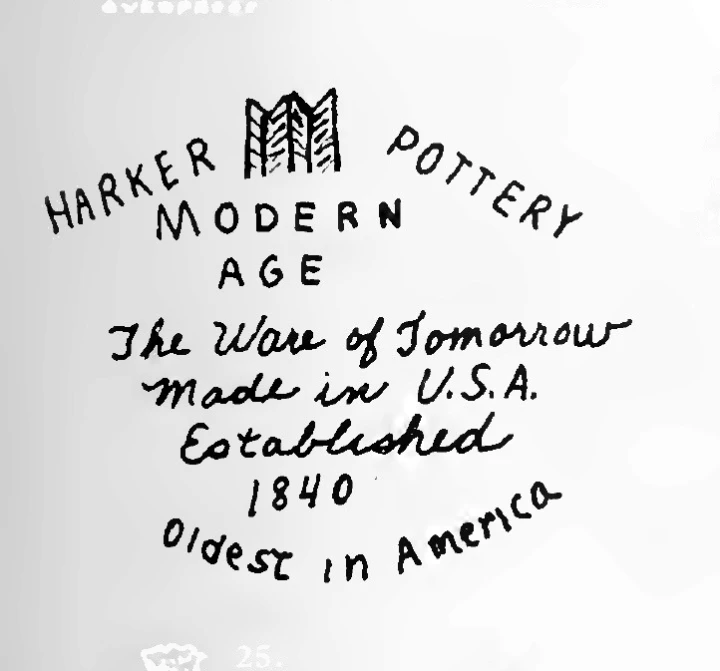 HARKER POTTERY
MODERN
AGE
The Ware of Tomorrow
Made in U.S.A.
Established
1840
Oldest in America
25.